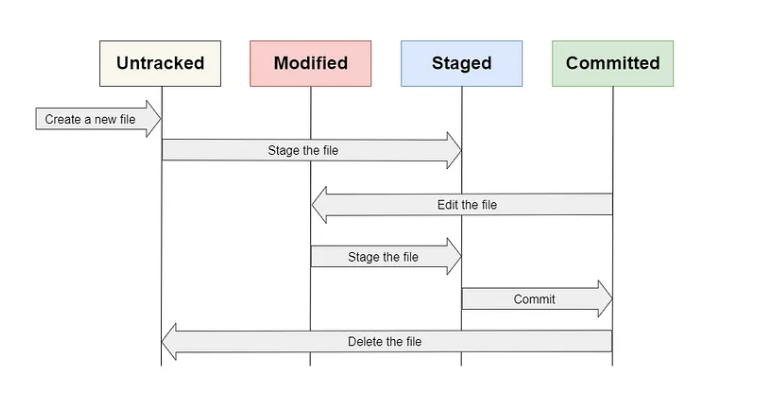 Untracked
Modified
Staged
Committed
Create a new file
Stage the file
Edit the file
Stage the file
Commit
Delete the file